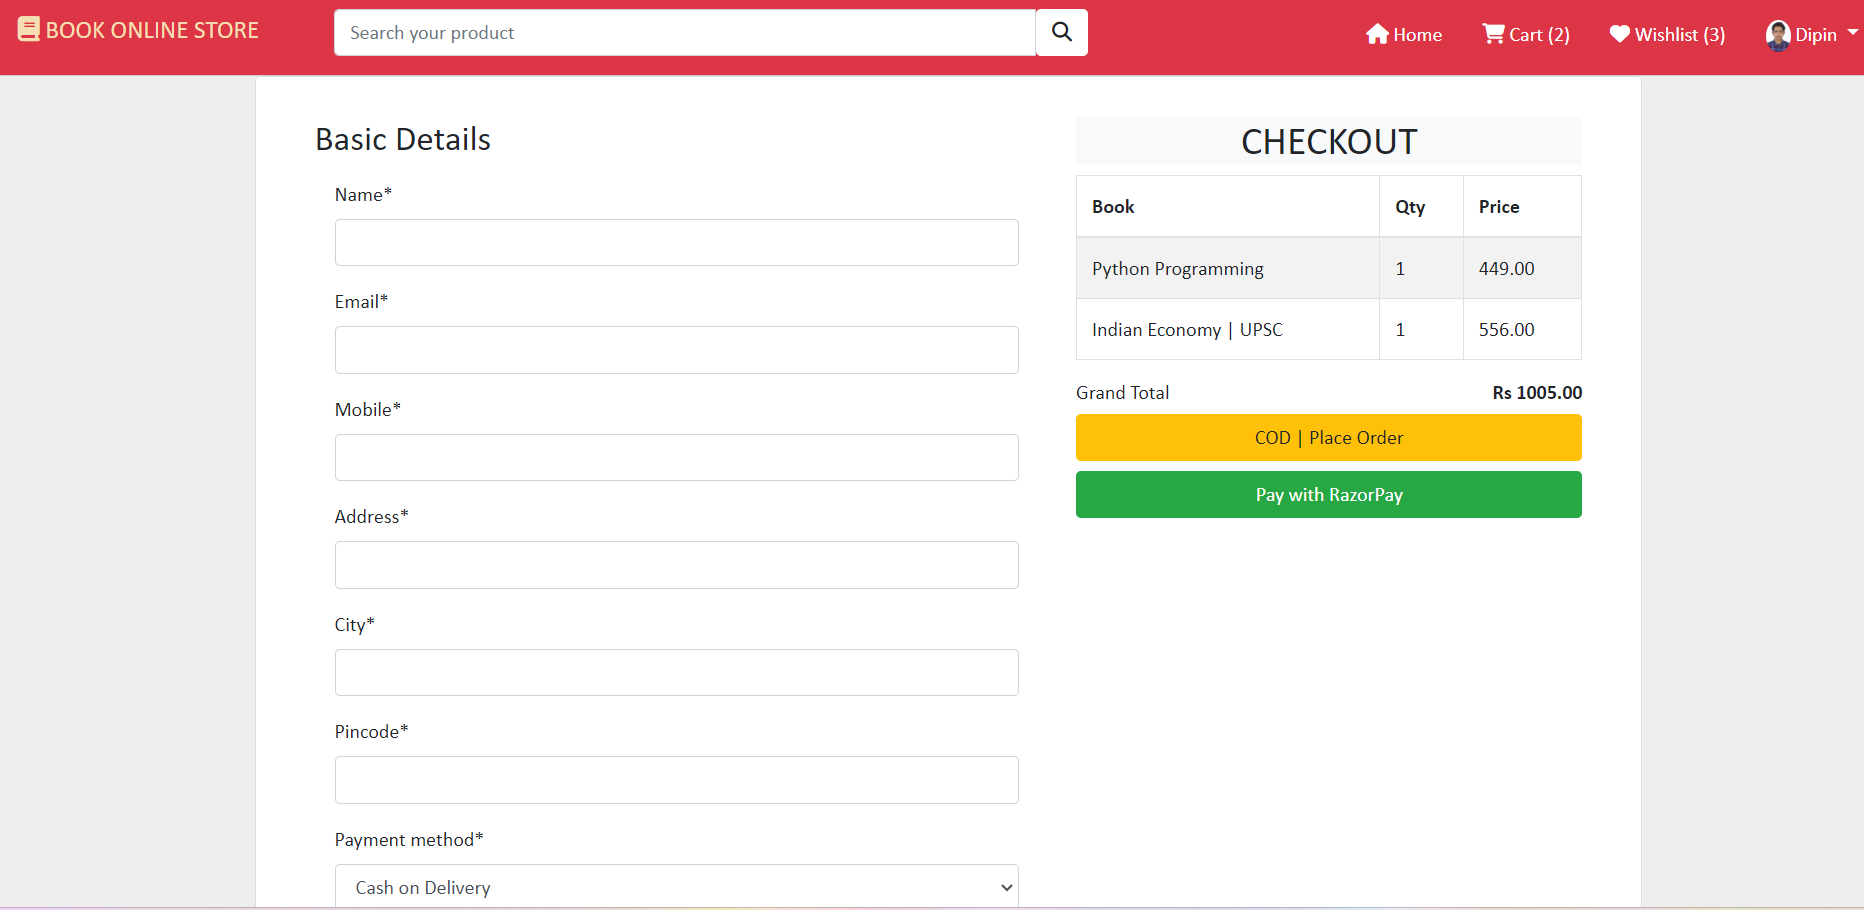 BOOK ONLINE STORE
Search your product
Home
Cart (2)
Wishlist (3)
Dipin
Basic Details
Name*
Email*
Mobile*
Address*
City*
Pincode*
Payment method*
Cash on Delivery
CHECKOUT
Book Qty Price
Python Programming 1 449.00
Indian Economy | UPSC 1 556.00
Grand Total Rs 1005.00
COD | Place Order
Pay with RazorPay